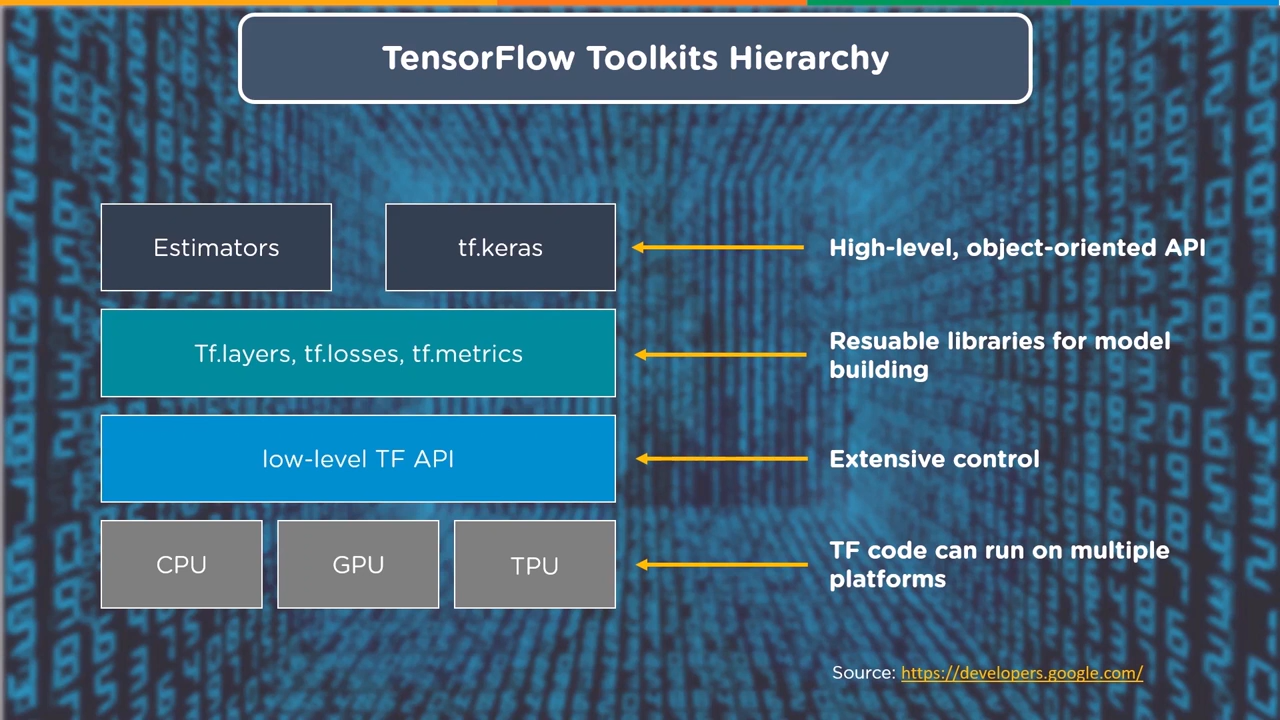 TensorFlow Toolkits Hierarchy
Estimators
tf.keras
High-level, object-oriented API
Tf.layers, tf.losses, tf.metrics
Resuable libraries for model
building
low-level TF API
Extensive control
CPU
GPU
TPU
TF code can run on multiple
platforms
Source: https://developers.google.com/